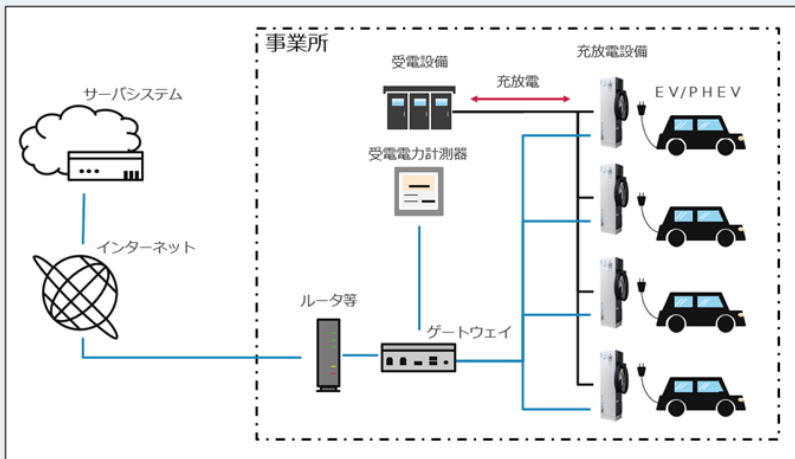 事業所
受電設備
充放電
充放電設備
EV/PHEV
サーバシステム
受電電力計測器
インターネット
ルータ等
ゲートウェイ